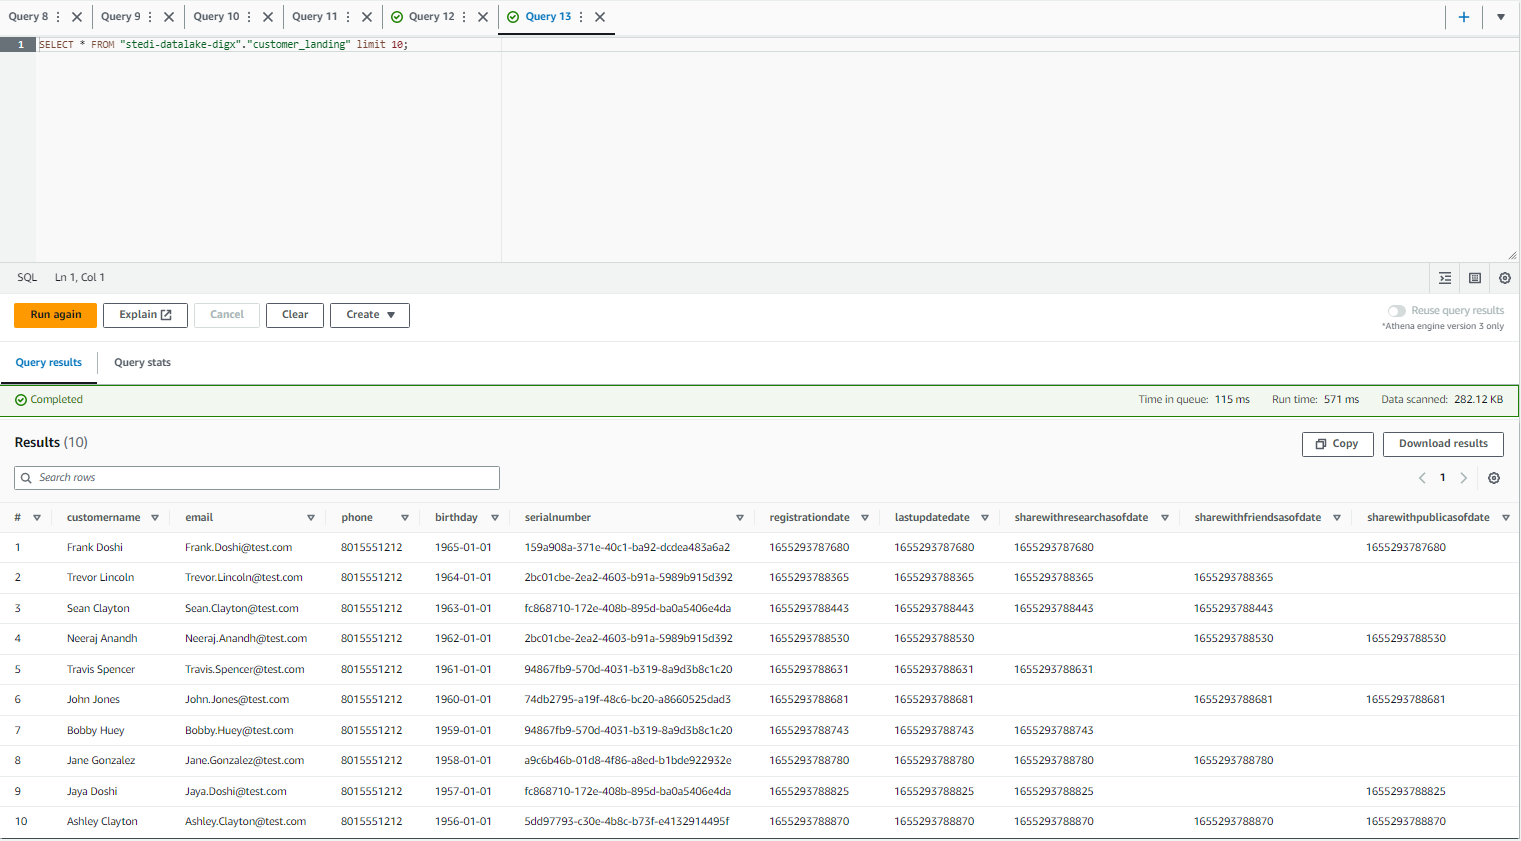 Query 8 Query 9 Query 10 Query 11 Query 12 Query 13
1 SELECT * FROM "stedi-datalake-digx"."customer_landing" limit 10;
SQL Ln 1, Col 1
Run again Explain Cancel Clear Create Reuse query results
*Athena engine version 3 only
Query results Query stats
Completed Time in queue: 115 ms Run time: 571 ms Data scanned: 282.12 KB
Results (10) Copy Download results
Search rows 1
# customername email phone birthday serialnumber registrationdate lastupdatedate sharewithresearchasofdate sharewithfriendsasofdate sharewithpublicasofdate
1 Frank Doshi Frank.Doshi@test.com 8015551212 1965-01-01 159a908a-371e-40c1-ba92-dcdea483a6a2 1655293787680 1655293787680 1655293787680 1655293787680
2 Trevor Lincoln Trevor.Lincoln@test.com 8015551212 1964-01-01 2bc01cbe-2ea2-4603-b91a-5989b915d392 1655293788365 1655293788365 1655293788365 1655293788365
3 Sean Clayton Sean.Clayton@test.com 8015551212 1963-01-01 fc868710-172e-408b-895d-ba0a5406e4da 1655293788443 1655293788443 1655293788443 1655293788443
4 Neeraj Anandh Neeraj.Anandh@test.com 8015551212 1962-01-01 2bc01cbe-2ea2-4603-b91a-5989b915d392 1655293788530 1655293788530 1655293788530 1655293788530
5 Travis Spencer Travis.Spencer@test.com 8015551212 1961-01-01 94867fb9-570d-4031-b319-8a9d3b8c1c20 1655293788631 1655293788631 1655293788631
6 John Jones John.Jones@test.com 8015551212 1960-01-01 74db2795-a19f-48c6-bc20-a8660525dad3 1655293788681 1655293788681 1655293788681 1655293788681
7 Bobby Huey Bobby.Huey@test.com 8015551212 1959-01-01 94867fb9-570d-4031-b319-8a9d3b8c1c20 1655293788743 1655293788743 1655293788743
8 Jane Gonzalez Jane.Gonzalez@test.com 8015551212 1958-01-01 a9c6b46b-01d8-4f86-a8ed-b1bde922932e 1655293788780 1655293788780 1655293788780 1655293788780
9 Jaya Doshi Jaya.Doshi@test.com 8015551212 1957-01-01 fc868710-172e-408b-895d-ba0a5406e4da 1655293788825 1655293788825 1655293788825 1655293788825
10 Ashley Clayton Ashley.Clayton@test.com 8015551212 1956-01-01 5dd97793-c30e-4b8c-b73f-e4132914495f 1655293788870 1655293788870 1655293788870 1655293788870 1655293788870